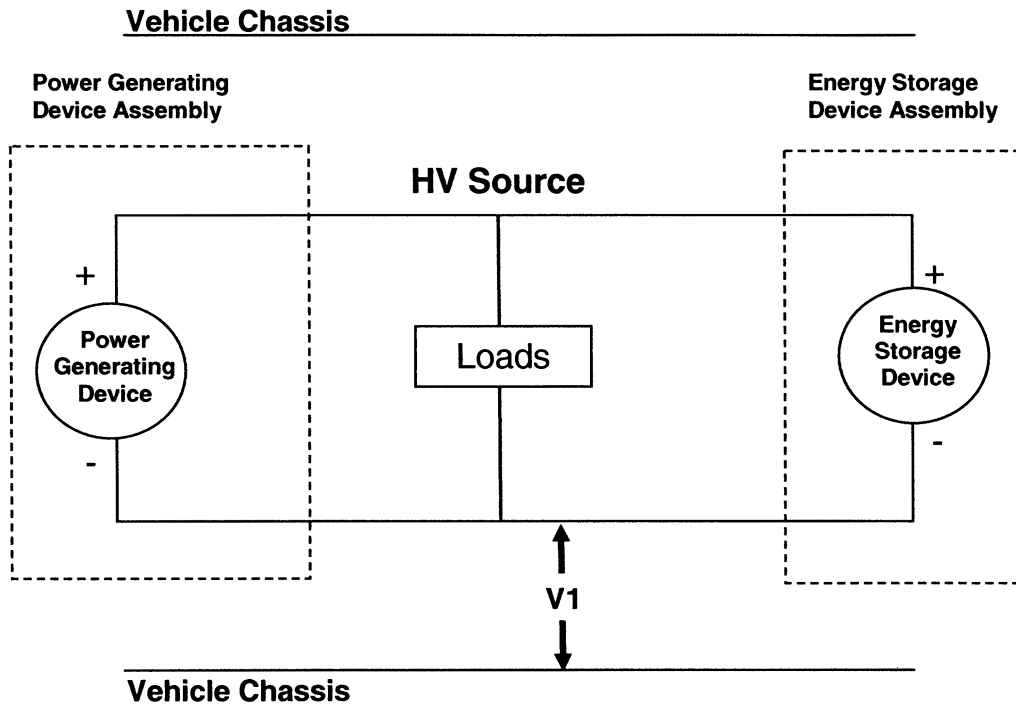 Vehicle Chassis
Power Generating
Device Assembly
Energy Storage
Device Assembly
HV Source
+
+
Power
Generating
Device
Loads
Energy
Storage
Device
-
-
V1
Vehicle Chassis